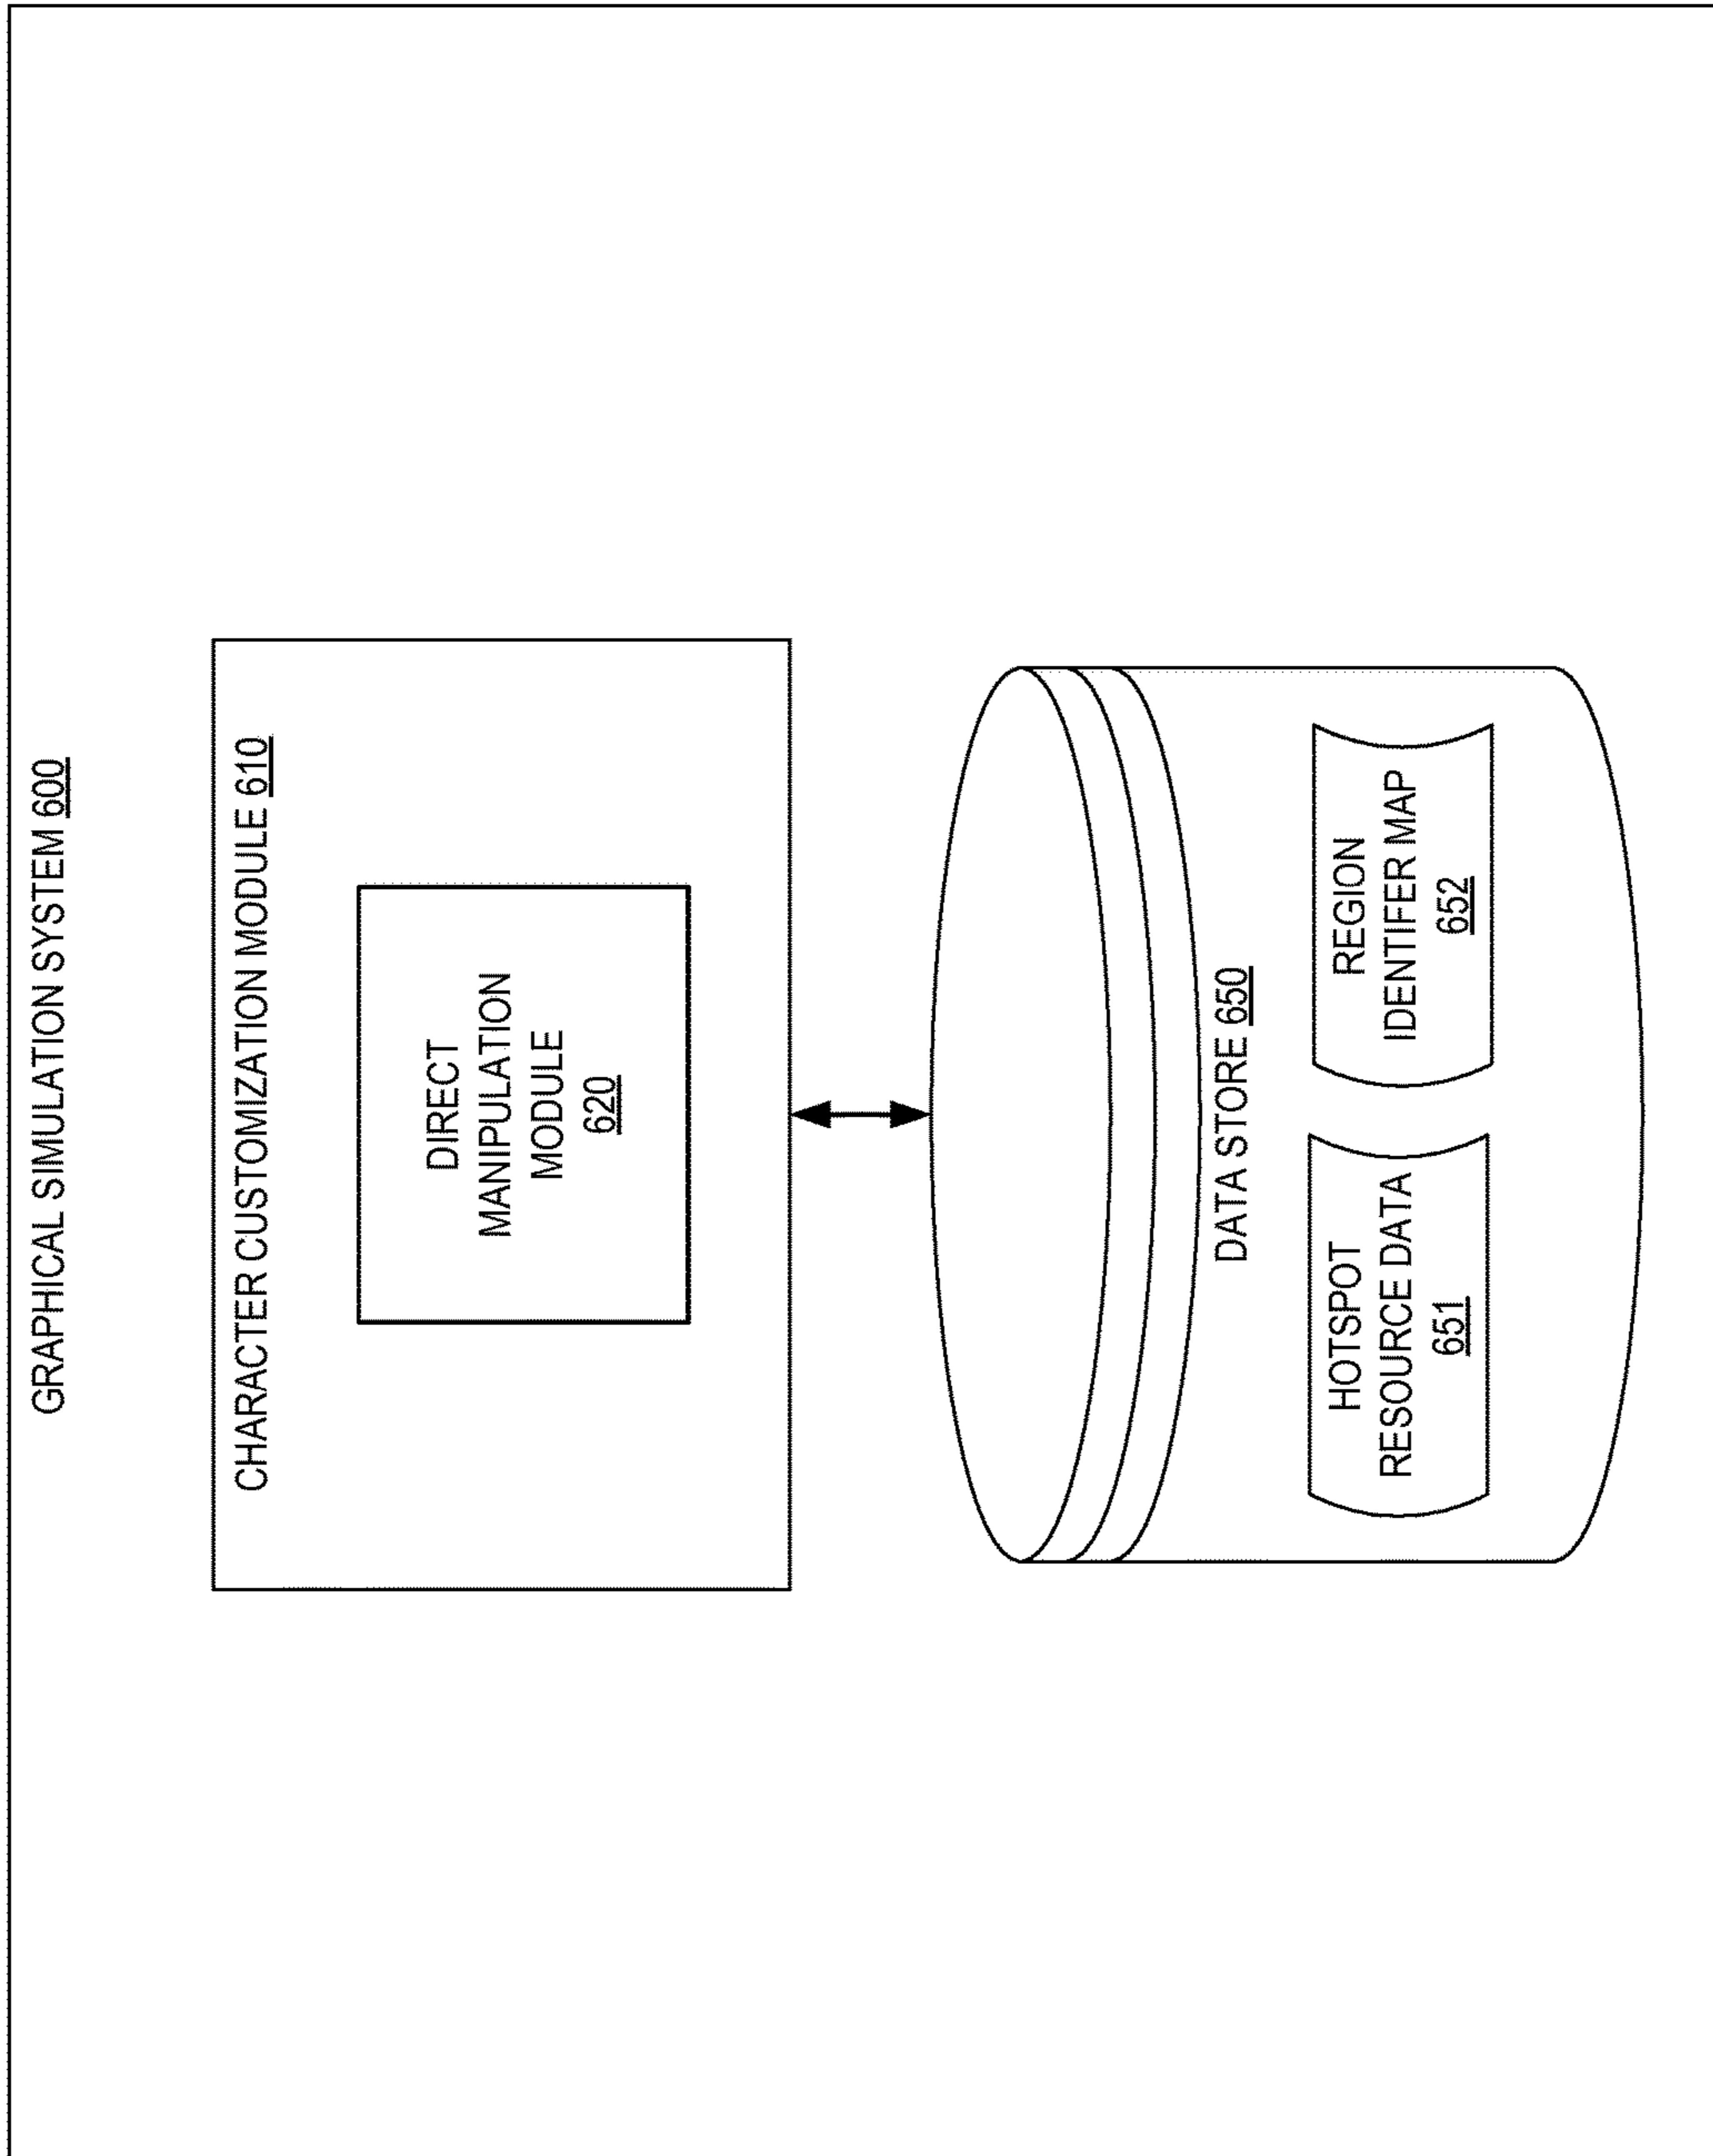 GRAPHICAL SIMULATION SYSTEM 600
CHARACTER CUSTOMIZATION MODULE 610
DIRECT
MANIPULATION
MODULE
620
DATA STORE 650
HOTSPOT
RESOURCE DATA
651
REGION
IDENTIFER MAP
652